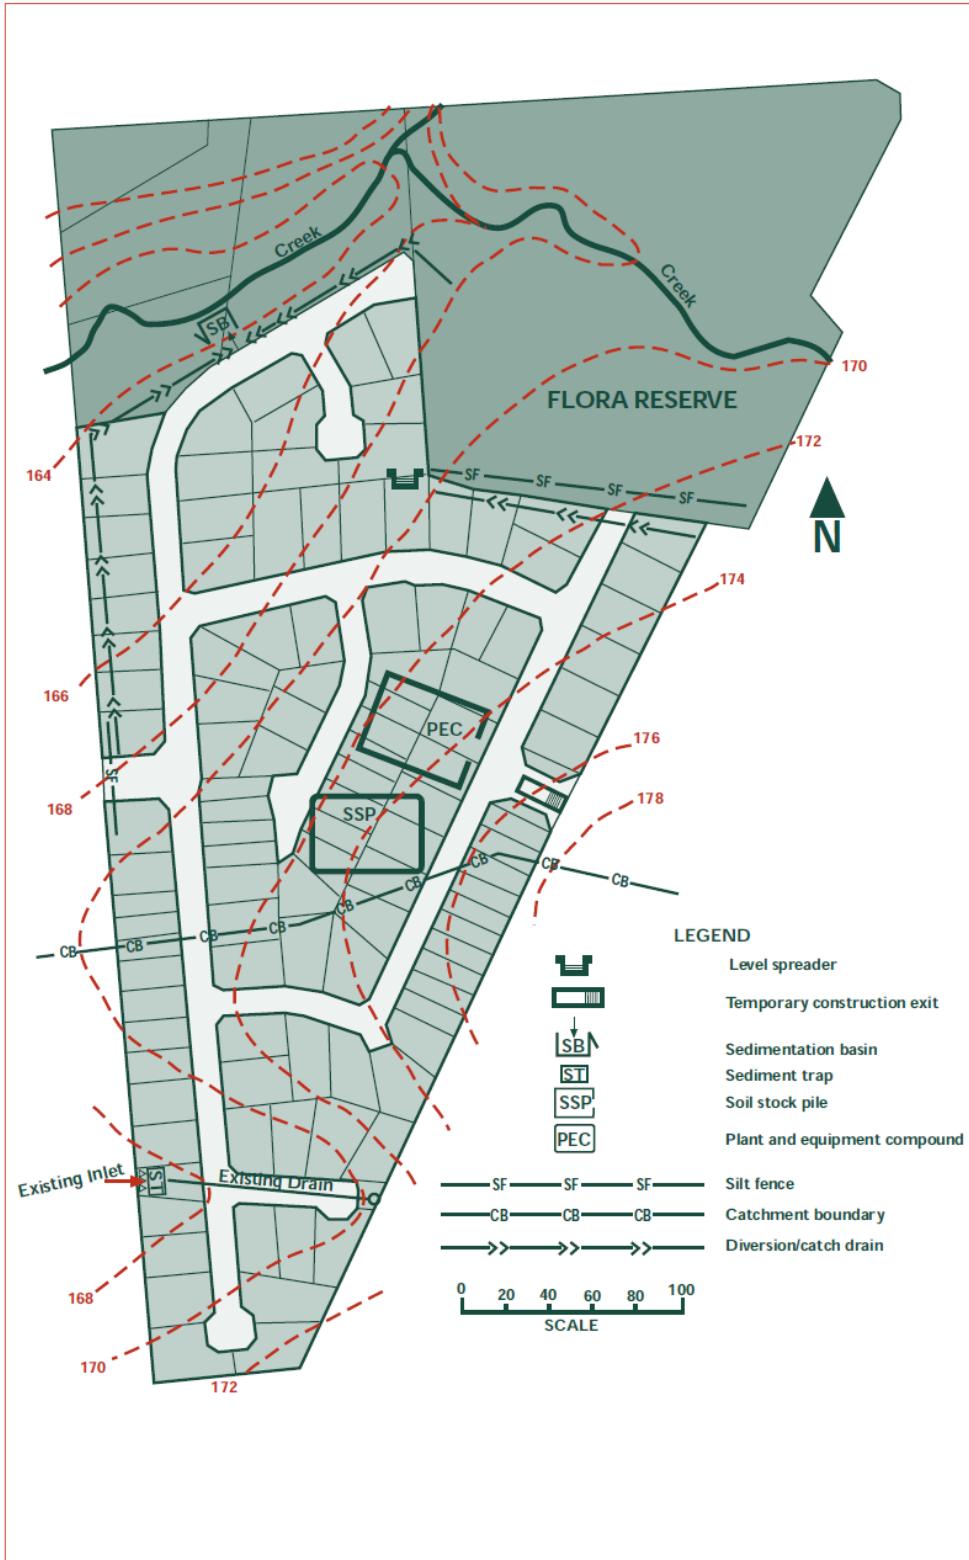 Creek
Creek
SB
170
FLORA RESERVE
172
164
SF
SF
SF
SF
N
174
166
PEC
176
SF
168
178
SSP
CB
CB
CB
CB
CB
CB
CB
CB
CB
LEGEND
Level spreader
Temporary construction exit
SB
Sedimentation basin
ST
Sediment trap
SSP
Soil stock pile
PEC
Plant and equipment compound
Existing Inlet
ST
Existing Drain
SF SF SF
Silt fence
CB CB CB
Catchment boundary
Diversion/catch drain
168
0 20 40 60 80 100
SCALE
170
172